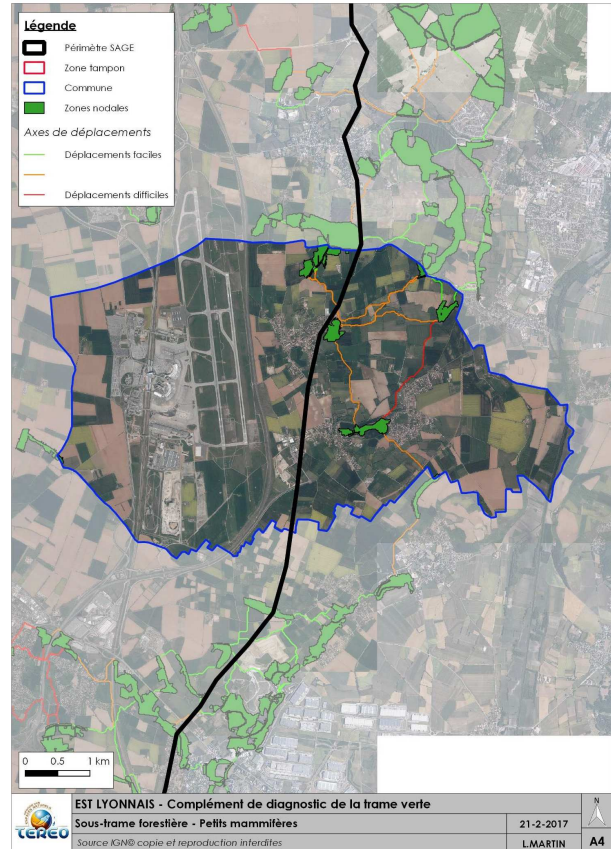 Légende
Périmètre SAGE
Zone tampon
Commune
Zones nodales
Axes de déplacements
Déplacements faciles
Déplacements difficiles
0 0.5 1 km
EST LYONNAIS - Complément de diagnostic de la trame verte
Sous-trame forestière - Petits mammifères
21-2-2017
Source IGN© copie et reproduction interdites
L.MARTIN
N
A4
TEREO